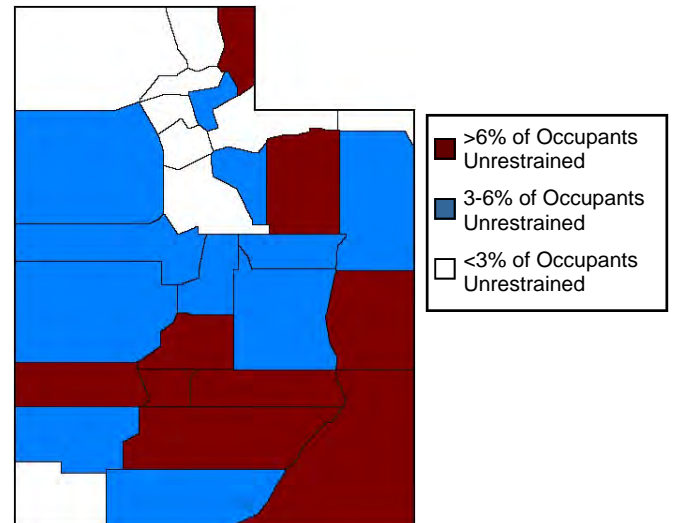 >6% of Occupants
Unrestrained
3-6% of Occupants
Unrestrained
<3% of Occupants
Unrestrained